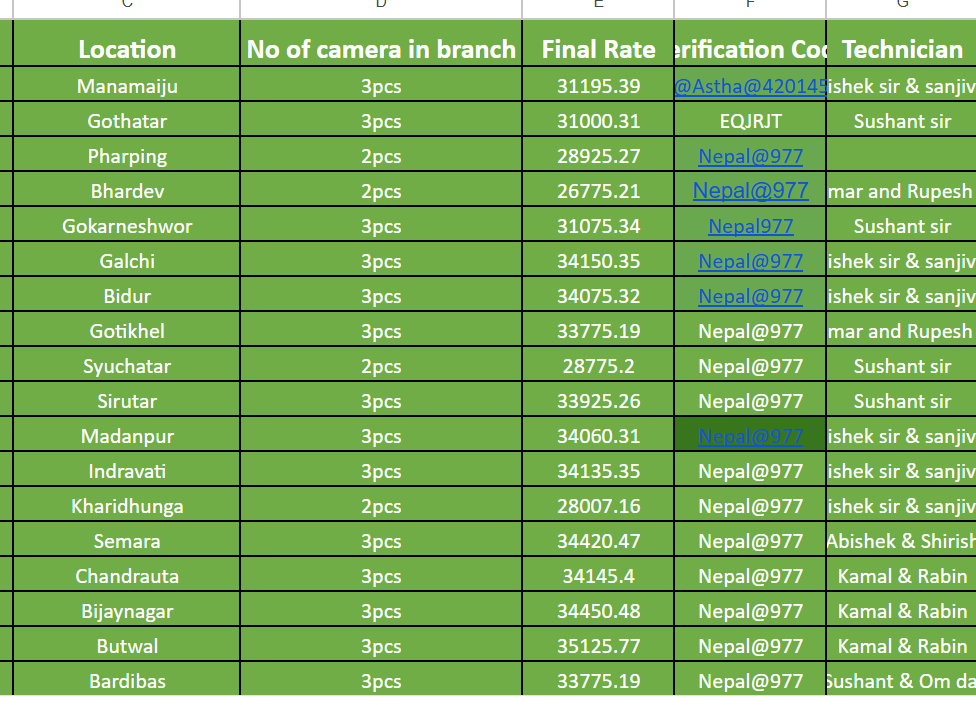 C D E F G
Location No of camera in branch Final Rate erification Cod Technician
Manamaiju 3pcs 31195.39 @Astha@420145 ishek sir & sanjiv
Gothatar 3pcs 31000.31 EQJRJT Sushant sir
Pharping 2pcs 28925.27 Nepal@977
Bhardev 2pcs 26775.21 Nepal@977 mar and Rupesh
Gokarneshwor 3pcs 31075.34 Nepal977 Sushant sir
Galchi 3pcs 34150.35 Nepal@977 ishek sir & sanjiv
Bidur 3pcs 34075.32 Nepal@977 ishek sir & sanjiv
Gotikhel 3pcs 33775.19 Nepal@977 mar and Rupesh
Syuchatar 2pcs 28775.2 Nepal@977 Sushant sir
Sirutar 3pcs 33925.26 Nepal@977 Sushant sir
Madanpur 3pcs 34060.31 Nepal@977 ishek sir & sanjiv
Indravati 3pcs 34135.35 Nepal@977 ishek sir & sanjiv
Kharidhunga 2pcs 28007.16 Nepal@977 ishek sir & sanjiv
Semara 3pcs 34420.47 Nepal@977 Abishek & Shirish
Chandrauta 3pcs 34145.4 Nepal@977 Kamal & Rabin
Bijaynagar 3pcs 34450.48 Nepal@977 Kamal & Rabin
Butwal 3pcs 35125.77 Nepal@977 Kamal & Rabin
Bardibas 3pcs 33775.19 Nepal@977 Sushant & Om da